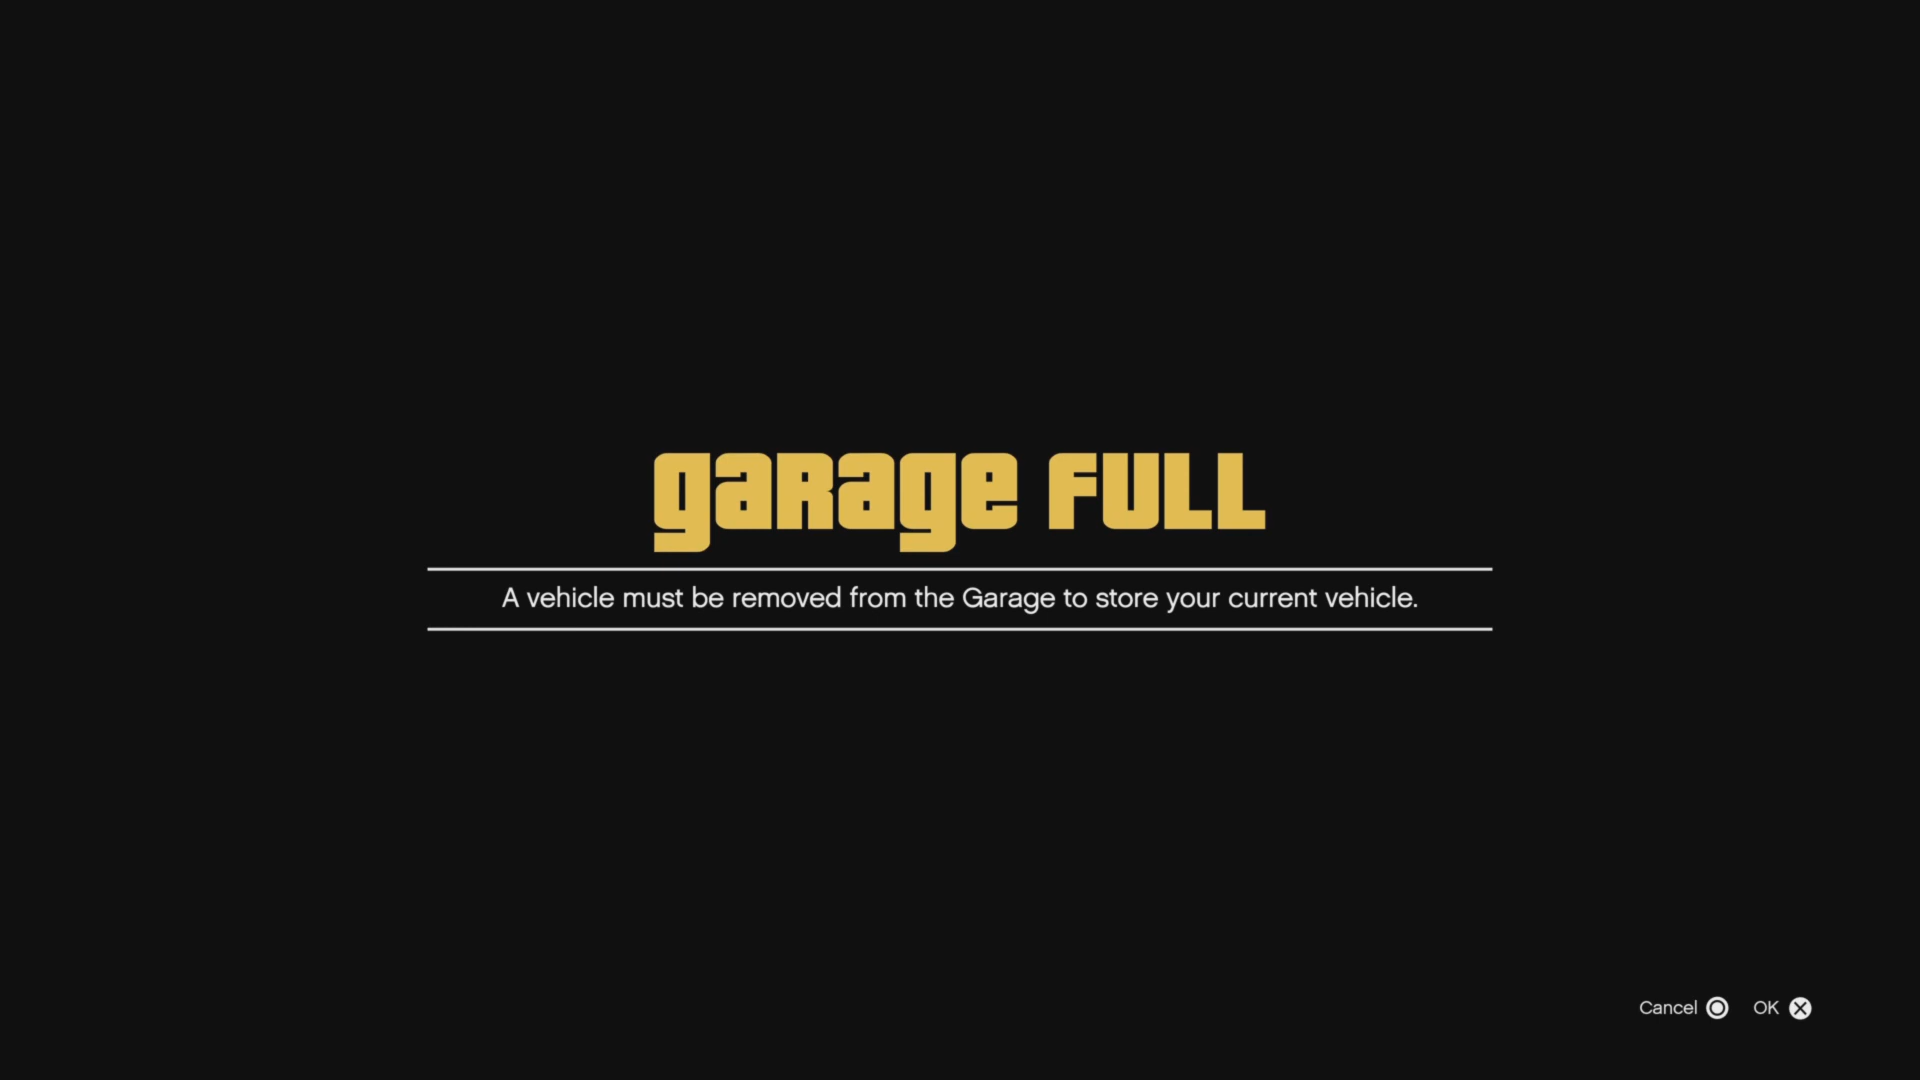 garage FULL
A vehicle must be removed from the Garage to store your current vehicle.
Cancel OK